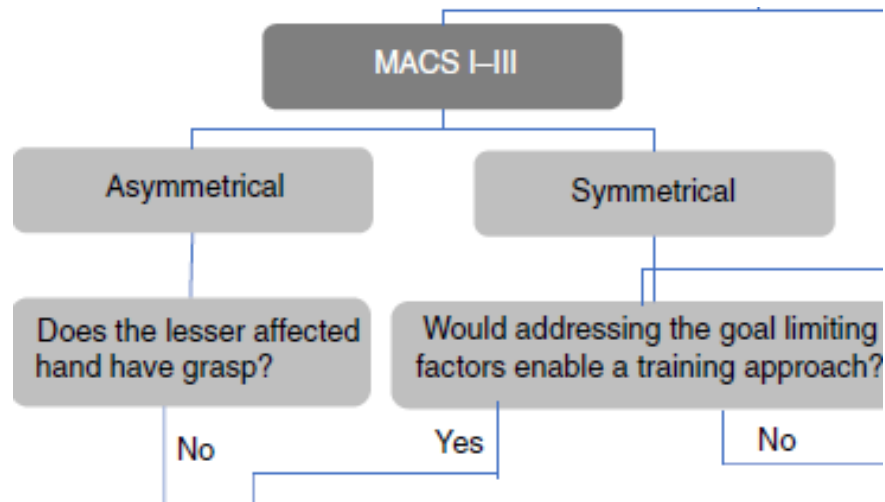 MACS I–III
Asymmetrical
Symmetrical
Does the lesser affected
hand have grasp?
Would addressing the goal limiting
factors enable a training approach?
No
Yes
No